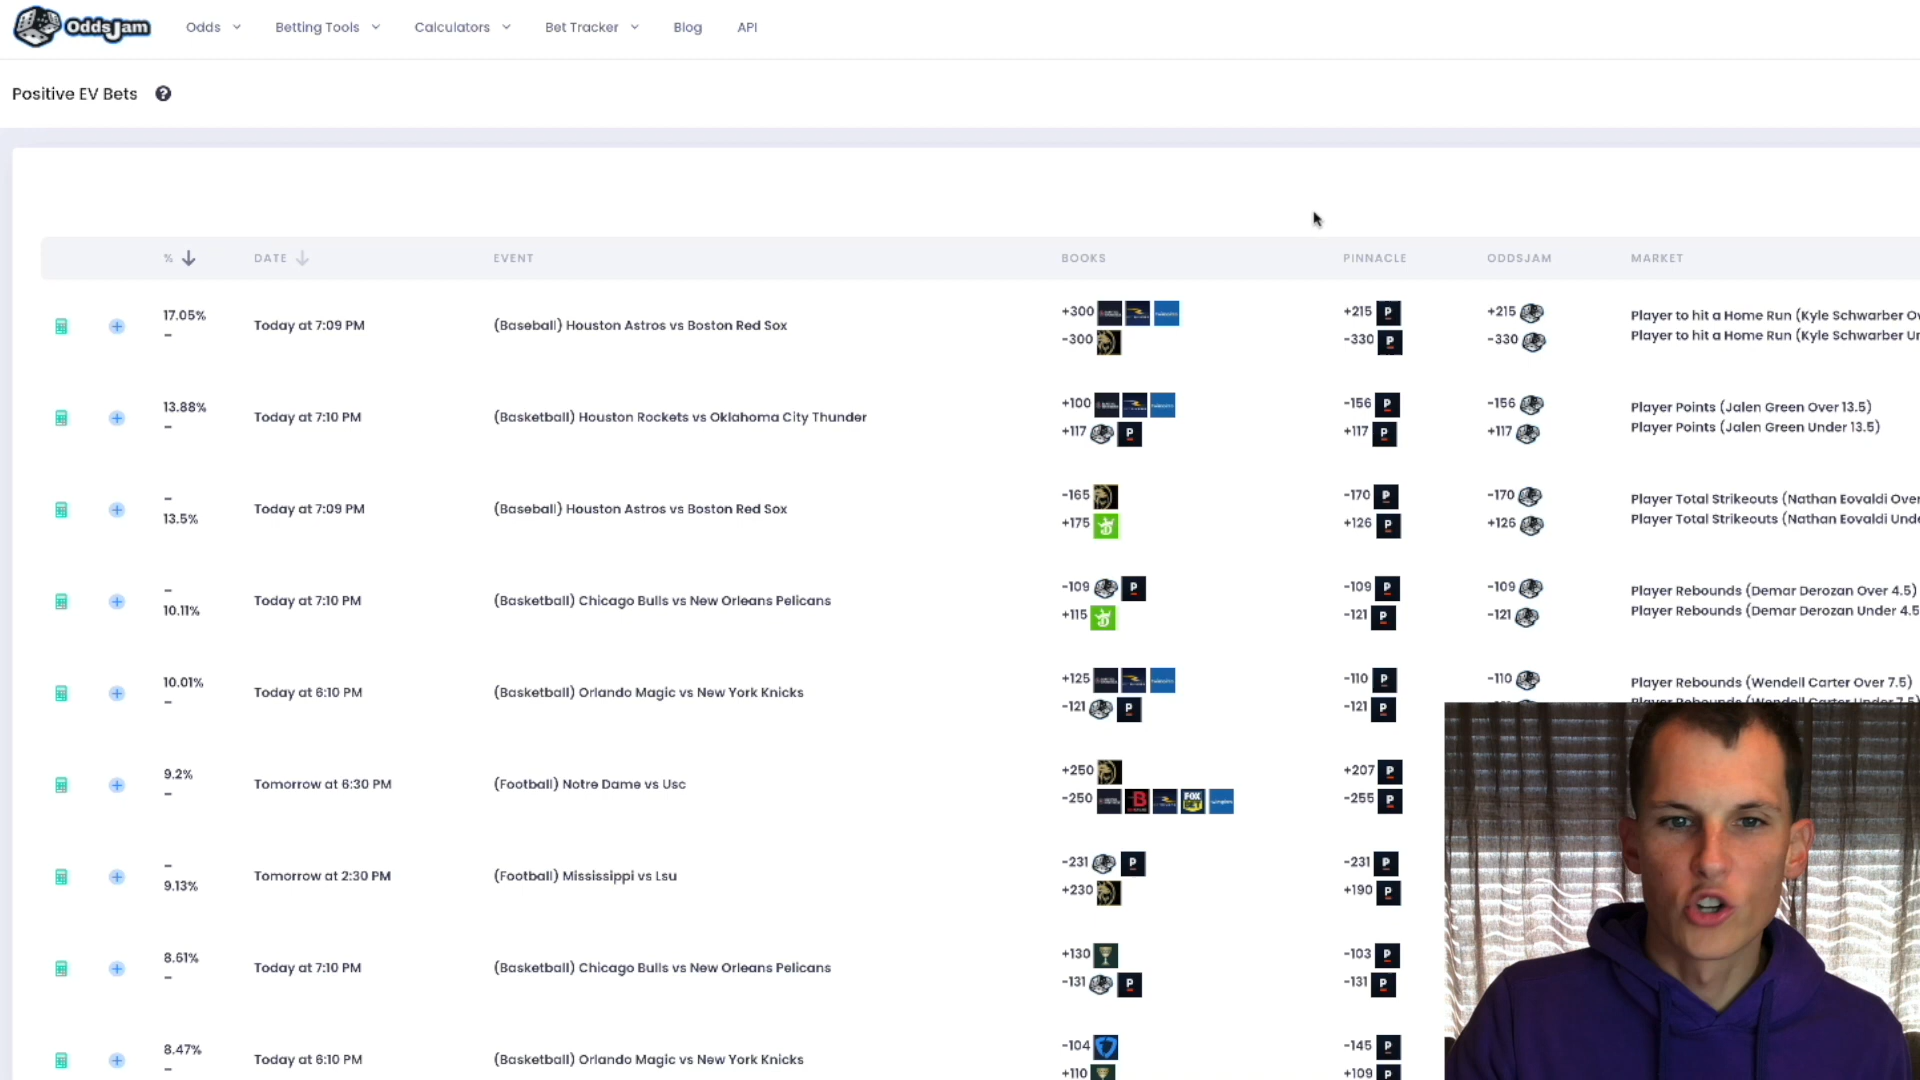 OddsJam Odds Betting Tools Calculators Bet Tracker Blog API
Positive EV Bets ?
% DATE EVENT BOOKS PINNACLE ODDSJAM MARKET
17.05% +300 +215 P +215 Player to hit a Home Run (Kyle Schwarber Ov
Today at 7:09 PM (Baseball) Houston Astros vs Boston Red Sox
– -300 -330 P -330 Player to hit a Home Run (Kyle Schwarber Un
13.88% +100 -156 P -156 Player Points (Jalen Green Over 13.5)
Today at 7:10 PM (Basketball) Houston Rockets vs Oklahoma City Thunder
– +117 P +117 P +117 Player Points (Jalen Green Under 13.5)
– -165 -170 P -170 Player Total Strikeouts (Nathan Eovaldi Over
Today at 7:09 PM (Baseball) Houston Astros vs Boston Red Sox
13.5% +175 +126 P +126 Player Total Strikeouts (Nathan Eovaldi Unde
– -109 P -109 P -109 Player Rebounds (Demar Derozan Over 4.5)
Today at 7:10 PM (Basketball) Chicago Bulls vs New Orleans Pelicans
10.11% +115 -121 P -121 Player Rebounds (Demar Derozan Under 4.5
10.01% +125 -110 P -110 Player Rebounds (Wendell Carter Over 7.5)
Today at 6:10 PM (Basketball) Orlando Magic vs New York Knicks
– -121 P -121 P Player Rebounds (Wendell Carter Under 7.5)
9.2% +250 +207 P
Tomorrow at 6:30 PM (Football) Notre Dame vs Usc
– -250 B FOX BET -255 P
– -231 P -231 P
Tomorrow at 2:30 PM (Football) Mississippi vs Lsu
9.13% +230 +190 P
8.61% +130 -103 P
Today at 7:10 PM (Basketball) Chicago Bulls vs New Orleans Pelicans
– -131 P -131 P
8.47% -104 -145 P
Today at 6:10 PM (Basketball) Orlando Magic vs New York Knicks
– +110 +109 P